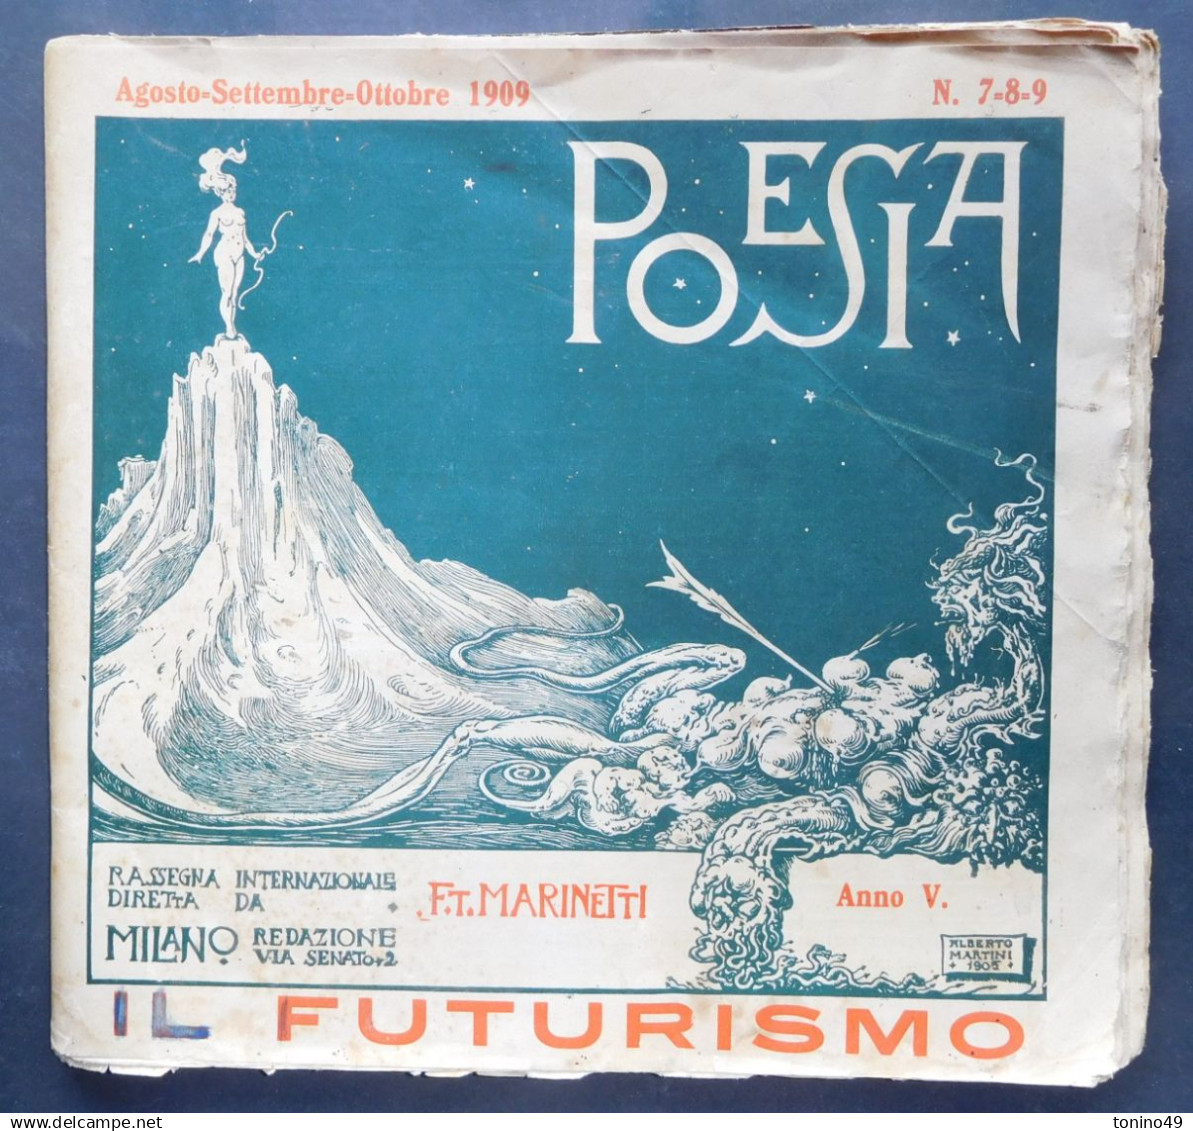 Agosto=Settembre=Ottobre 1909 N. 7=8=9
POESIA
RASSEGNA INTERNAZIONALE
DIRETTA DA
F.T. MARINETTI
Anno V.
MILANO. REDAZIONE
VIA SENATO, 2
ALBERTO
MARTINI
1905
IL FUTURISMO
tonino49